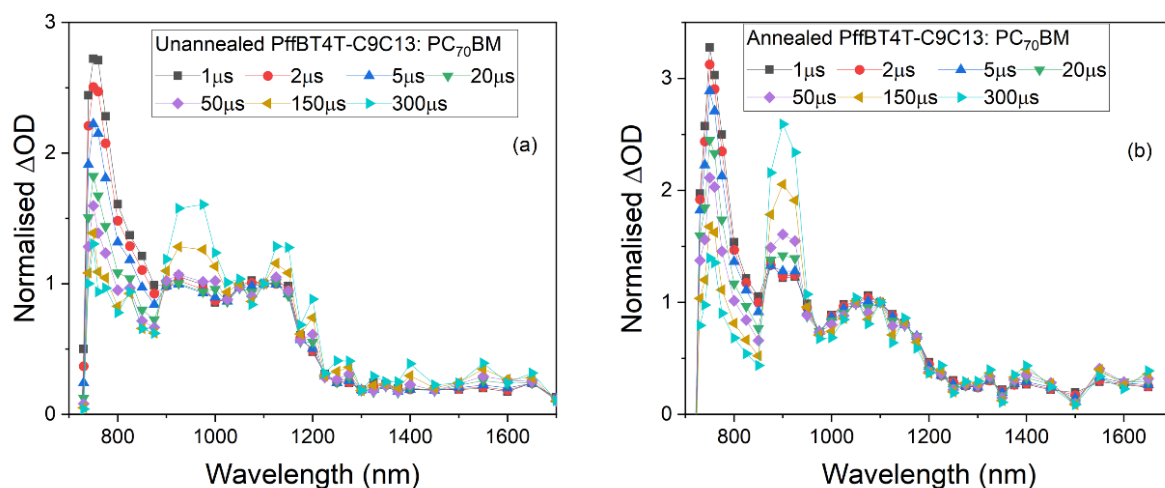 Unannealed PffBT4T-C9C13: PC70BM
1μs 2μs 5μs 20μs
50μs 150μs 300μs
(a)
Normalised ΔOD
3
2
1
0
800 1000 1200 1400 1600
Wavelength (nm)
Annealed PffBT4T-C9C13: PC70BM
1μs 2μs 5μs 20μs
50μs 150μs 300μs
(b)
Normalised ΔOD
3
2
1
0
800 1000 1200 1400 1600
Wavelength (nm)